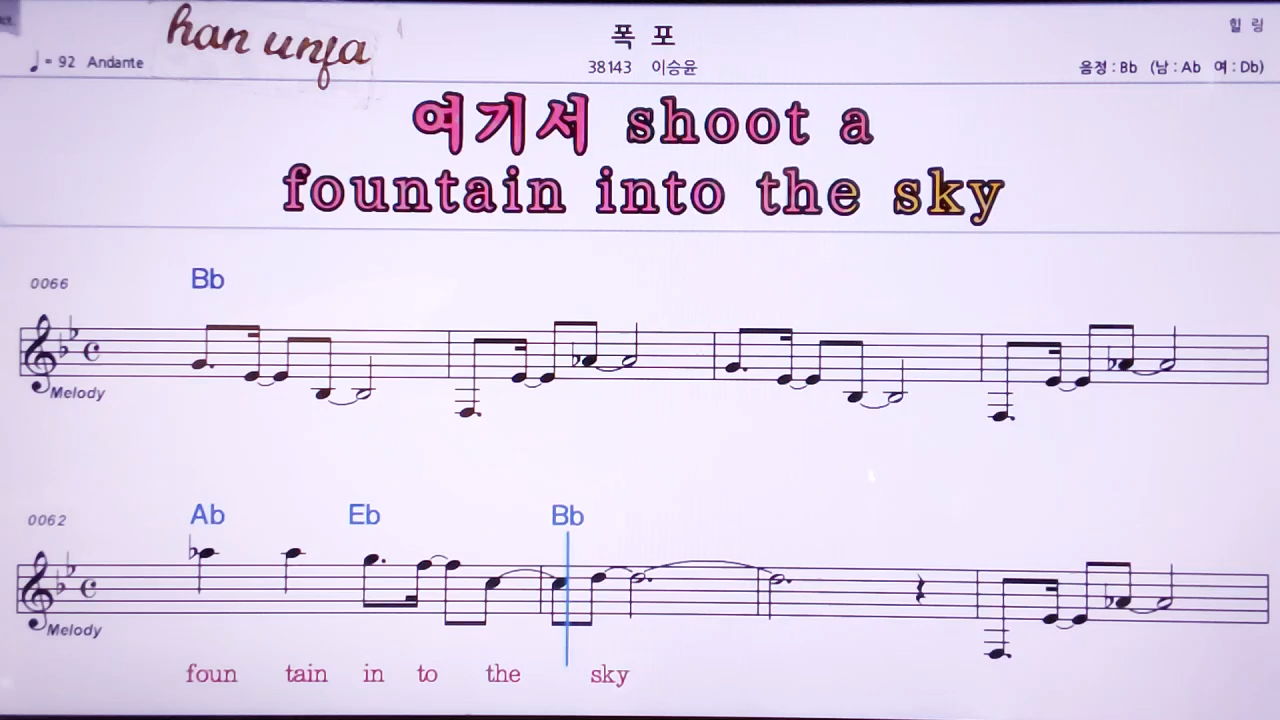 han unfa
폭 포
힐 링
♩= 92 Andante
38143 이승윤
음정 : Bb (남 : Ab 여 : Db)
여기서 shoot a
fountain into the sky
0066
Bb
Melody
0062
Ab Eb Bb
Melody
foun tain in to the sky